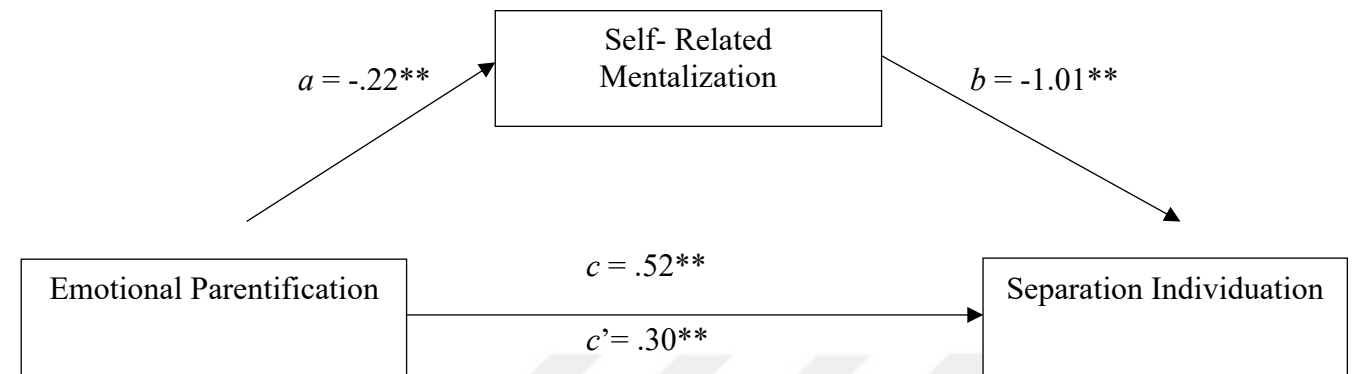 Self- Related
Mentalization
a = -.22**
b = -1.01**
c = .52**
Emotional Parentification
Separation Individuation
c’= .30**